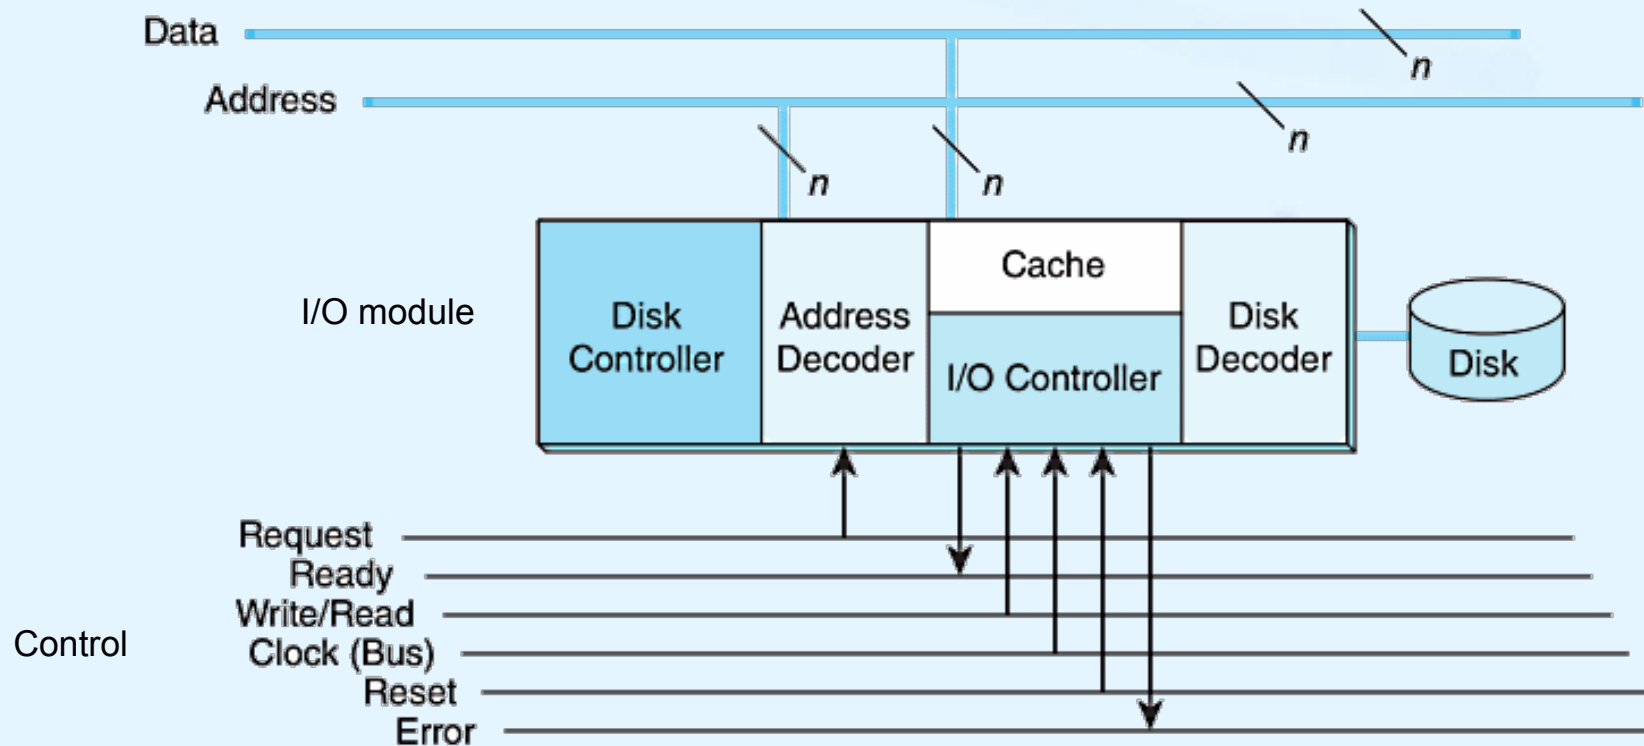 Data
n
Address
n
n
n
I/O module
Disk
Controller
Address
Decoder
Cache
I/O Controller
Disk
Decoder
Disk
Control
Request
Ready
Write/Read
Clock (Bus)
Reset
Error